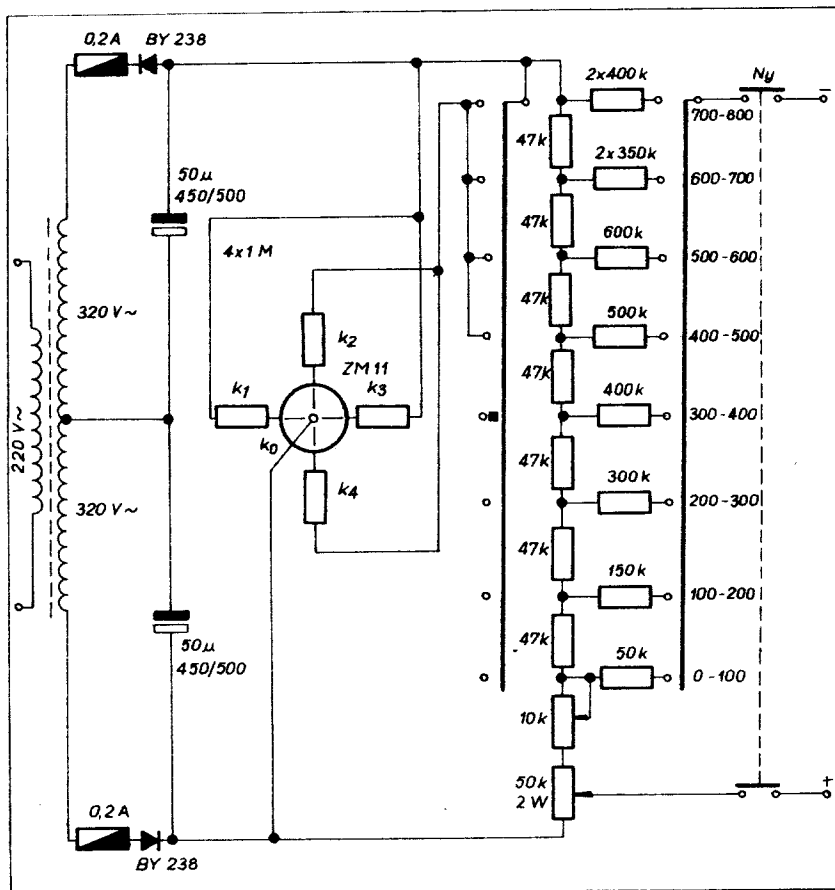 0,2 A
BY 238
2x400k
Ny
−
700-800
47k
2x350k
600-700
50µ
450/500
47k
4x1M
600k
500-600
320 V~
47k
500k
400-500
k2
ZM 11
47k
k1
k3
400k
300-400
k0
220 V~
47k
k4
300k
200-300
320 V~
47k
150k
100-200
47k
50µ
450/500
50k
0-100
10k
50k
2 W
+
0,2 A
BY 238